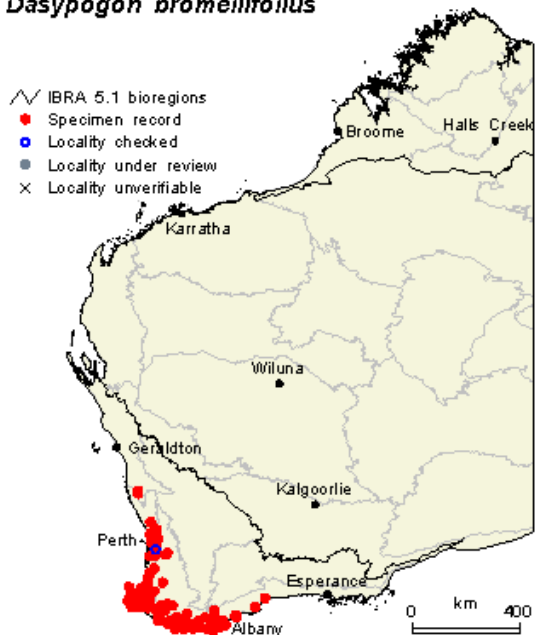 Dasypogon bromeliifolius
IBRA 5.1 bioregions
Specimen record
Locality checked
Locality under review
Locality unverifiable
Broome
Halls Creek
Karratha
Wiluna
Geraldton
Kalgoorlie
Perth
Esperance
Albany
0 km 400